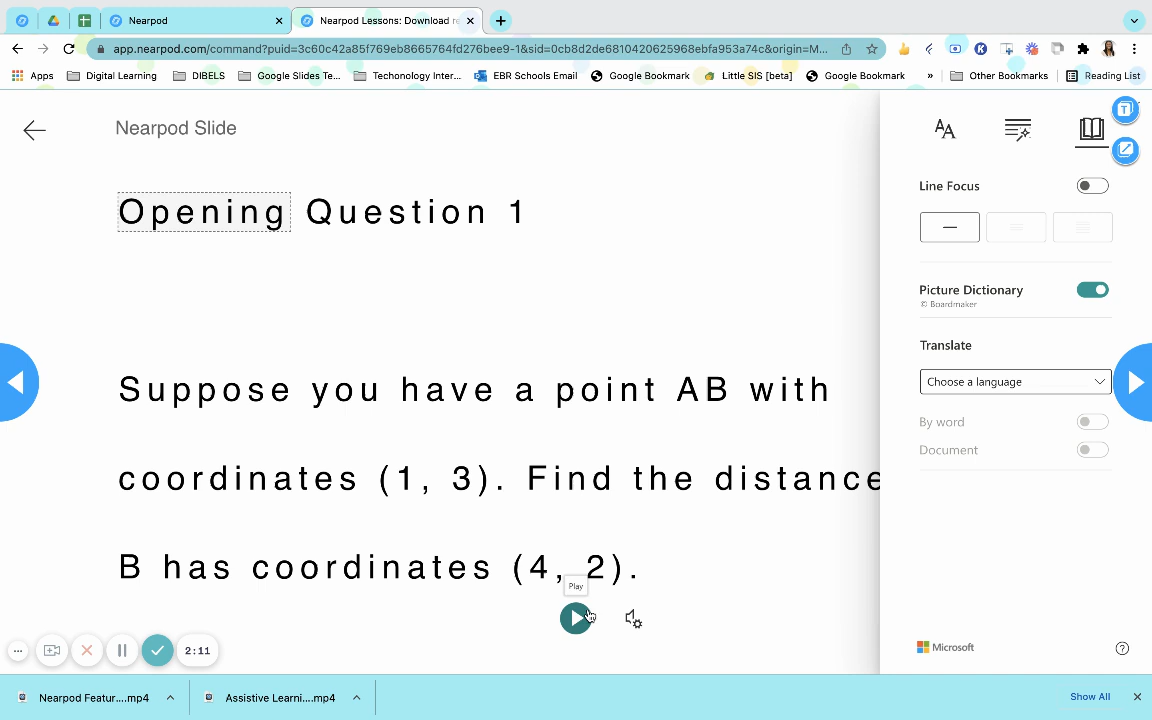 Nearpod
Nearpod Lessons: Download re
app.nearpod.com/command?puid=3c60c42a85f769eb8665764fd276bee9-1&sid=0cb8d2de6810420625968ebfa953a74c&origin=M...
Apps
Digital Learning
DIBELS
Google Slides Te...
Techonology Inter...
EBR Schools Email
Google Bookmark
Little SIS [beta]
Google Bookmark
»
Other Bookmarks
Reading List
Nearpod Slide
Opening Question 1
Suppose you have a point AB with
coordinates (1, 3). Find the distance
B has coordinates (4, 2).
Play
2:11
AA
T
Line Focus
Picture Dictionary
© Boardmaker
Translate
Choose a language
By word
Document
Microsoft
Nearpod Featur....mp4
Assistive Learni....mp4
Show All